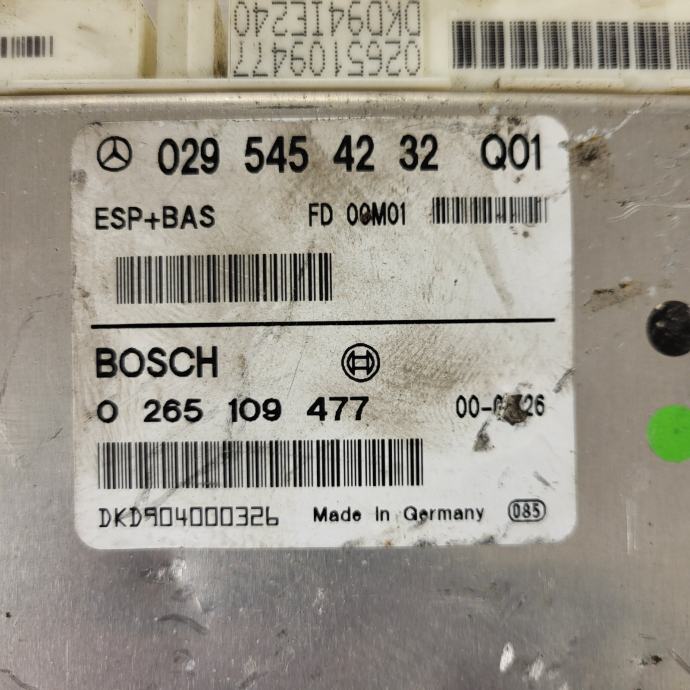 0265109477
DKD941E240
029 545 42 32 Q01
ESP+BAS FD 00M01
BOSCH
0 265 109 477
DKD904000326 Made In Germany 085